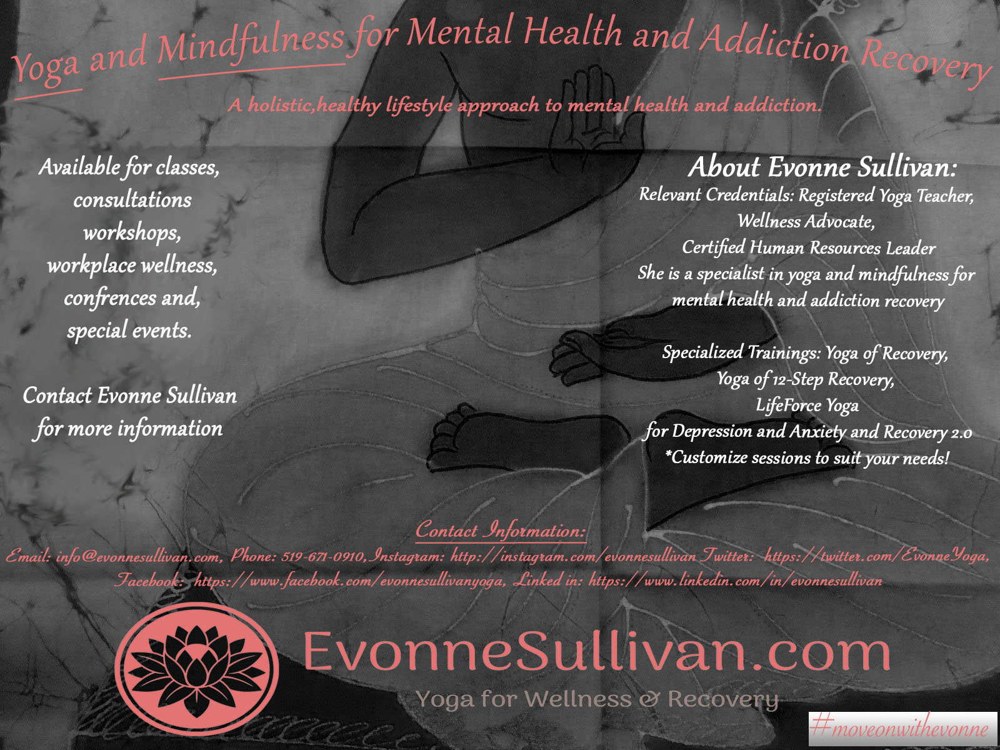 Yoga and Mindfulness for Mental Health and Addiction Recovery
A holistic,healthy lifestyle approach to mental health and addiction.
Available for classes,
consultations
workshops,
workplace wellness,
confrences and,
special events.
Contact Evonne Sullivan
for more information
About Evonne Sullivan:
Relevant Credentials: Registered Yoga Teacher,
Wellness Advocate,
Certified Human Resources Leader
She is a specialist in yoga and mindfulness for
mental health and addiction recovery
Specialized Trainings: Yoga of Recovery,
Yoga of 12-Step Recovery,
LifeForce Yoga
for Depression and Anxiety and Recovery 2.0
*Customize sessions to suit your needs!
Contact Information:
Email: info@evonnesullivan.com, Phone: 519-671-0910,Instagram: http://instagram.com/evonnesullivan Twitter: https://twitter.com/EvonneYoga,
Facebook: https://www.facebook.com/evonnesullivanyoga, Linked in: https://www.linkedin.com/in/evonnesullivan
EvonneSullivan.com
Yoga for Wellness & Recovery
#moveonwithevonne